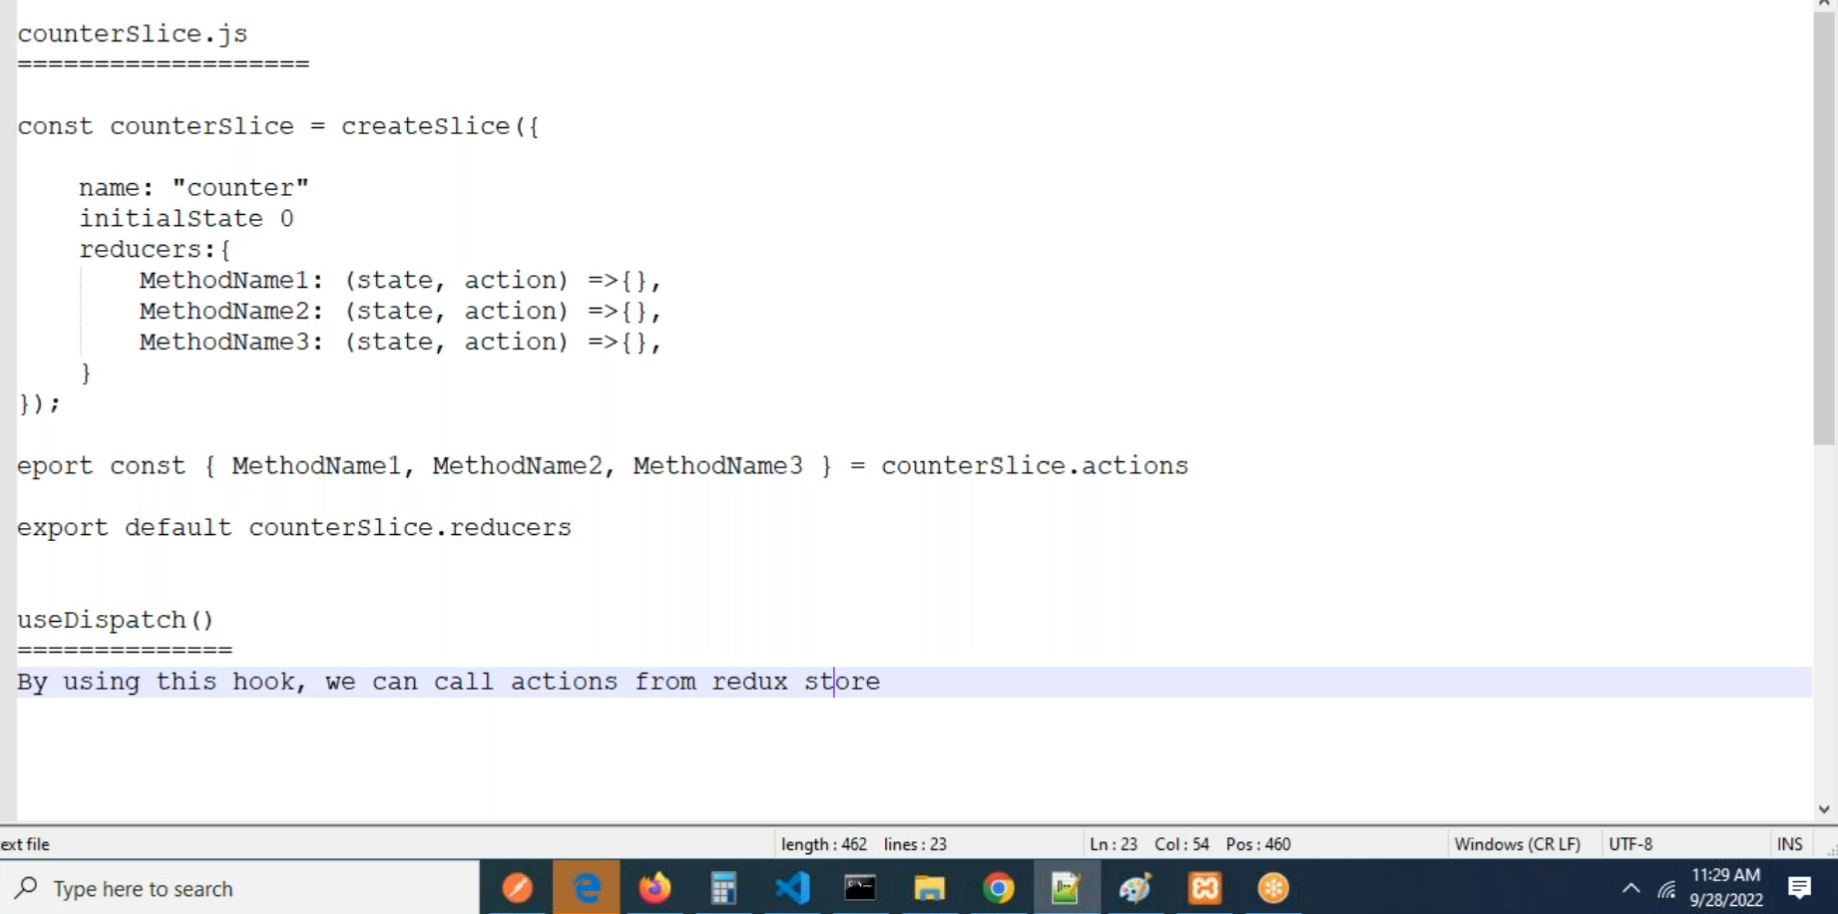 counterSlice.js
===================
const counterSlice = createSlice({
name: "counter"
initialState 0
reducers:{
MethodName1: (state, action) =>{},
MethodName2: (state, action) =>{},
MethodName3: (state, action) =>{},
}
});
eport const { MethodName1, MethodName2, MethodName3 } = counterSlice.actions
export default counterSlice.reducers
useDispatch()
==============
By using this hook, we can call actions from redux store
ext file length : 462 lines : 23 Ln : 23 Col : 54 Pos : 460 Windows (CR LF) UTF-8 INS
Type here to search
11:29 AM
9/28/2022